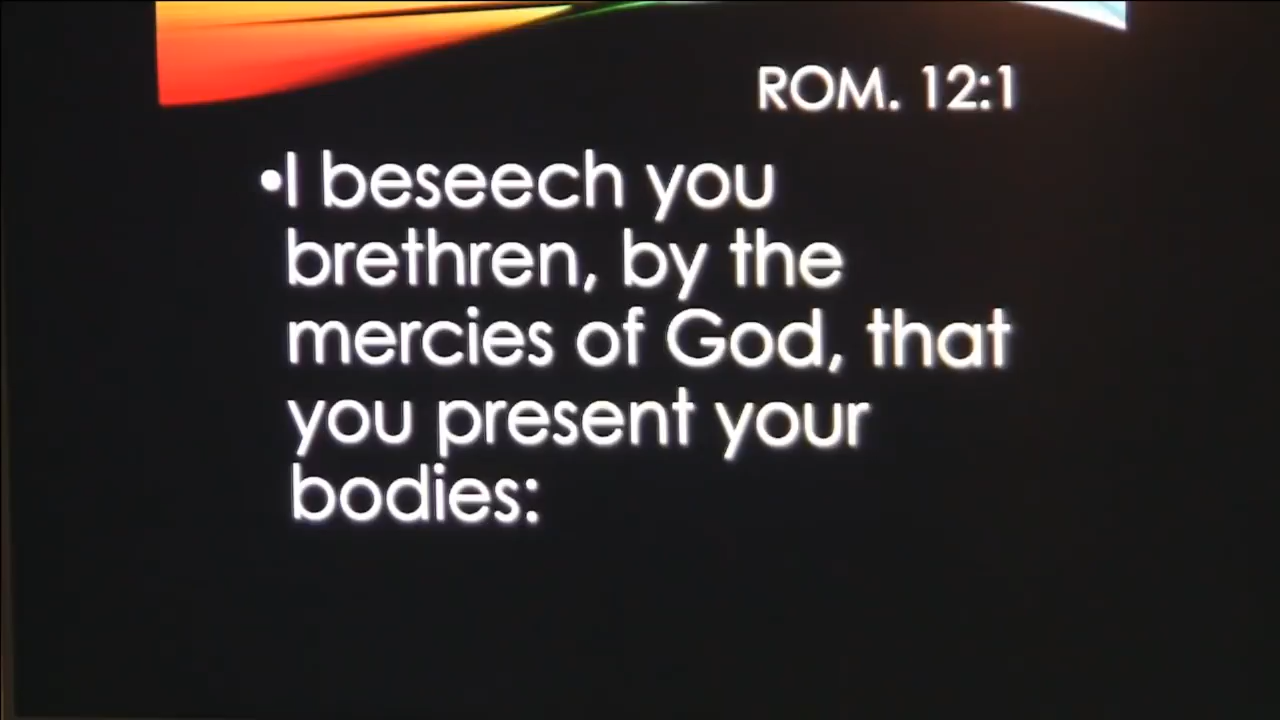 ROM. 12:1
•I beseech you
brethren, by the
mercies of God, that
you present your
bodies: